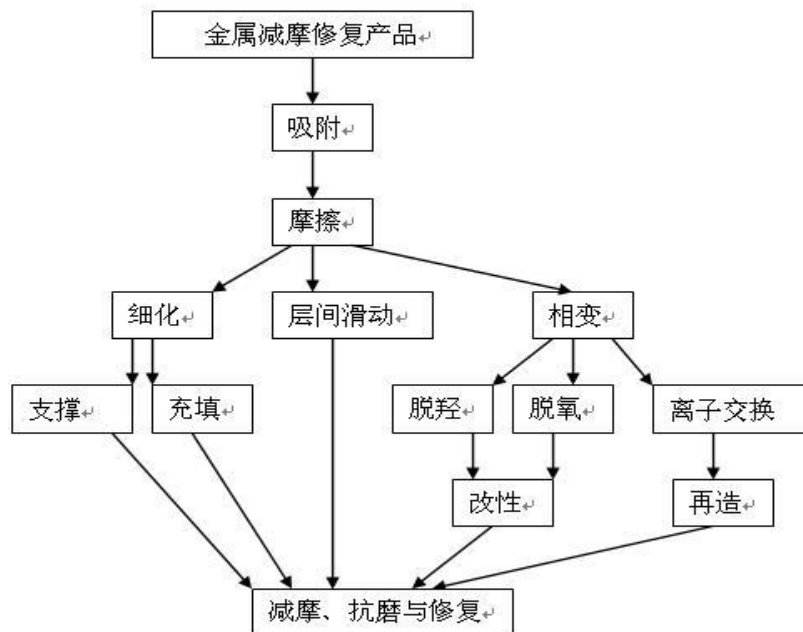 金属减摩修复产品
吸附
摩擦
细化
层间滑动
相变
支撑
充填
脱羟
脱氧
离子交换
改性
再造
减摩、抗磨与修复